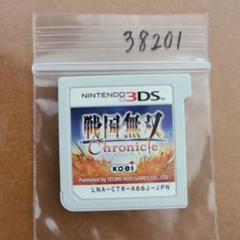 38201
NINTENDO 3DS
戦国無双
Chronicle
KOEI
Published by TECMO KOEI GAMES CO., LTD.
LNA-CTR-A66J-JPN